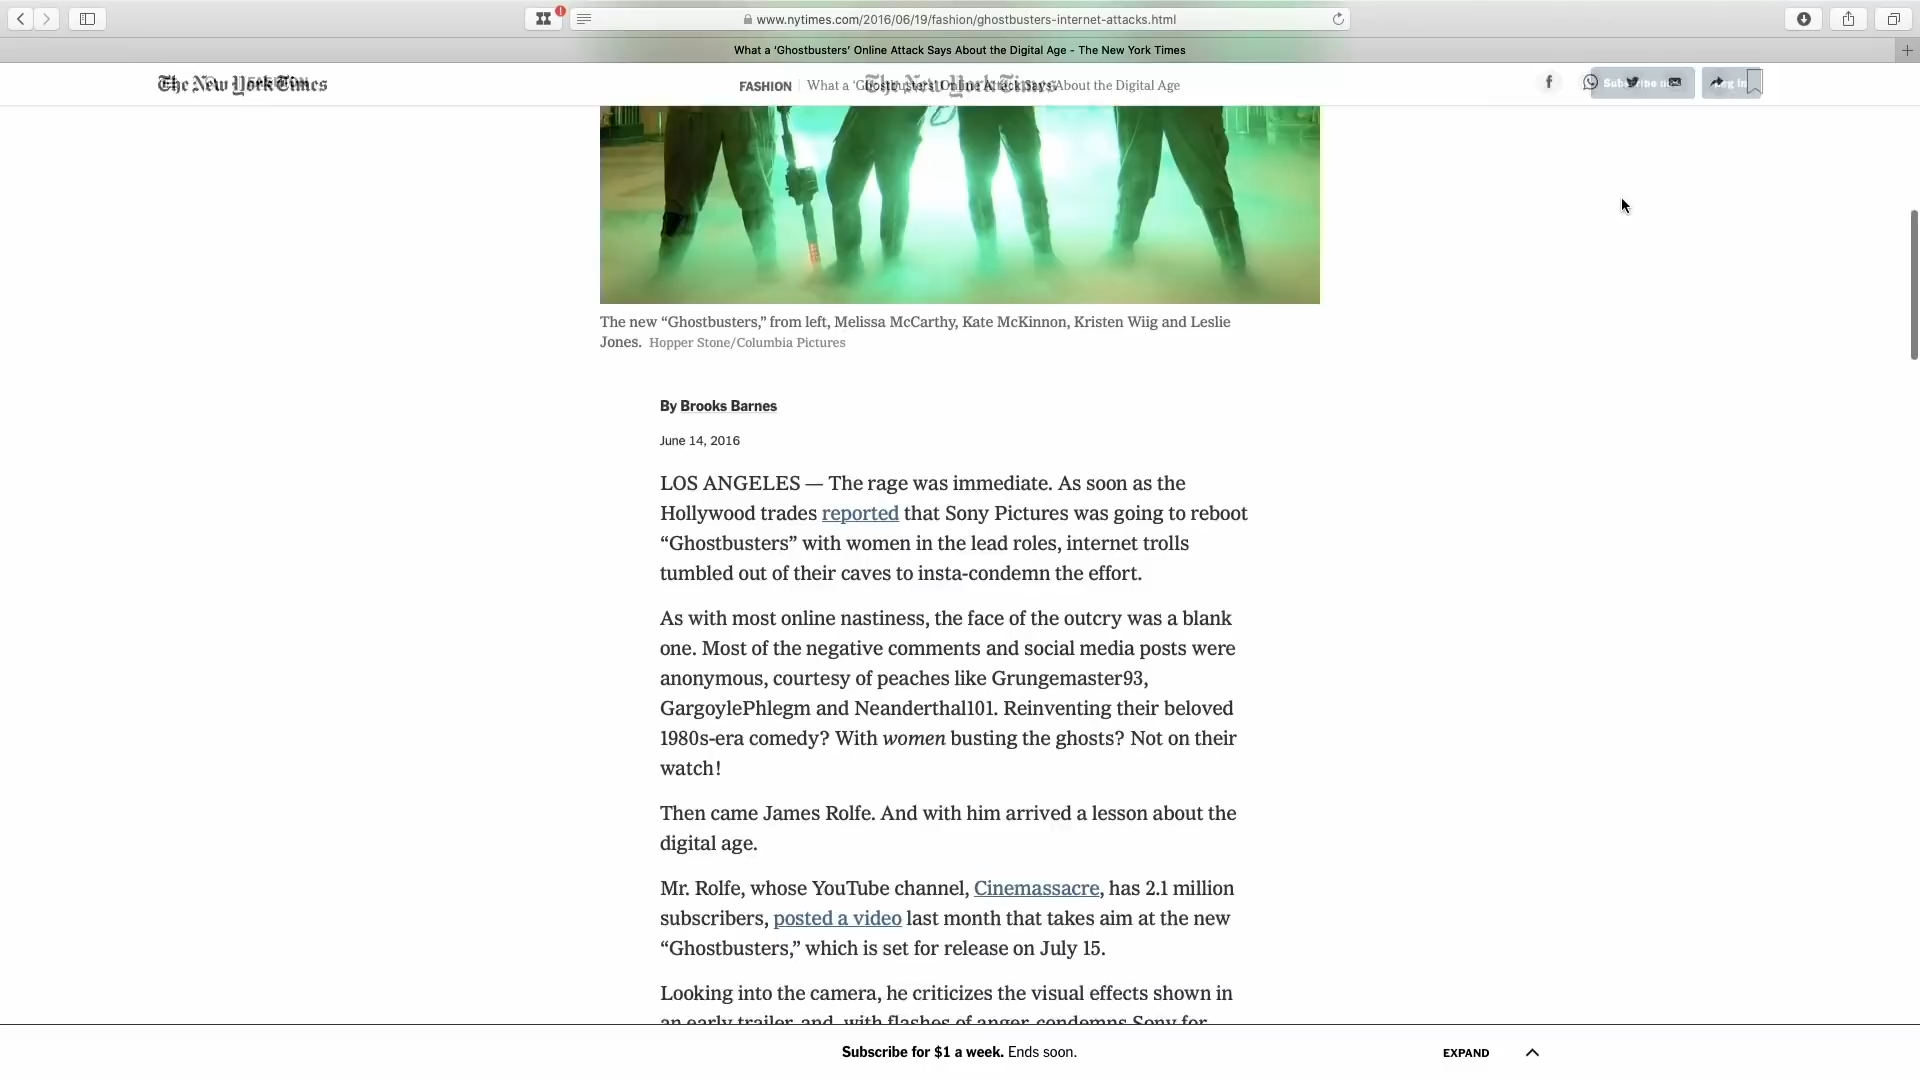 www.nytimes.com/2016/06/19/fashion/ghostbusters-internet-attacks.html
What a ‘Ghostbusters’ Online Attack Says About the Digital Age - The New York Times
The New York Times
FASHION | What a ‘Ghostbusters’ Online Attack Says About the Digital Age
The New York Times
Log In
The new “Ghostbusters,” from left, Melissa McCarthy, Kate McKinnon, Kristen Wiig and Leslie
Jones. Hopper Stone/Columbia Pictures
By Brooks Barnes
June 14, 2016
LOS ANGELES — The rage was immediate. As soon as the
Hollywood trades reported that Sony Pictures was going to reboot
“Ghostbusters” with women in the lead roles, internet trolls
tumbled out of their caves to insta-condemn the effort.
As with most online nastiness, the face of the outcry was a blank
one. Most of the negative comments and social media posts were
anonymous, courtesy of peaches like Grungemaster93,
GargoylePhlegm and Neanderthal101. Reinventing their beloved
1980s-era comedy? With women busting the ghosts? Not on their
watch!
Then came James Rolfe. And with him arrived a lesson about the
digital age.
Mr. Rolfe, whose YouTube channel, Cinemassacre, has 2.1 million
subscribers, posted a video last month that takes aim at the new
“Ghostbusters,” which is set for release on July 15.
Looking into the camera, he criticizes the visual effects shown in
an early trailer and, with flashes of anger, condemns Sony for
Subscribe for $1 a week. Ends soon.
EXPAND